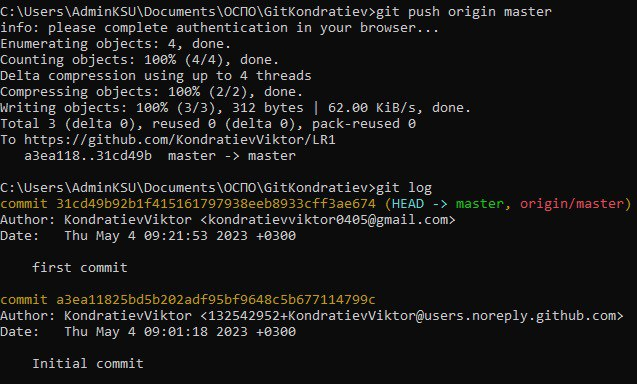 C:\Users\AdminKSU\Documents\ОСПО\GitKondratiev>git push origin master
info: please complete authentication in your browser...
Enumerating objects: 4, done.
Counting objects: 100% (4/4), done.
Delta compression using up to 4 threads
Compressing objects: 100% (2/2), done.
Writing objects: 100% (3/3), 312 bytes | 62.00 KiB/s, done.
Total 3 (delta 0), reused 0 (delta 0), pack-reused 0
To https://github.com/KondratievViktor/LR1
   a3ea118..31cd49b  master -> master

C:\Users\AdminKSU\Documents\ОСПО\GitKondratiev>git log
commit 31cd49b92b1f415161797938eeb8933cff3ae674 (HEAD -> master, origin/master)
Author: KondratievViktor <kondratievviktor0405@gmail.com>
Date:   Thu May 4 09:21:53 2023 +0300

    first commit

commit a3ea11825bd5b202adf95bf9648c5b677114799c
Author: KondratievViktor <132542952+KondratievViktor@users.noreply.github.com>
Date:   Thu May 4 09:01:18 2023 +0300

    Initial commit